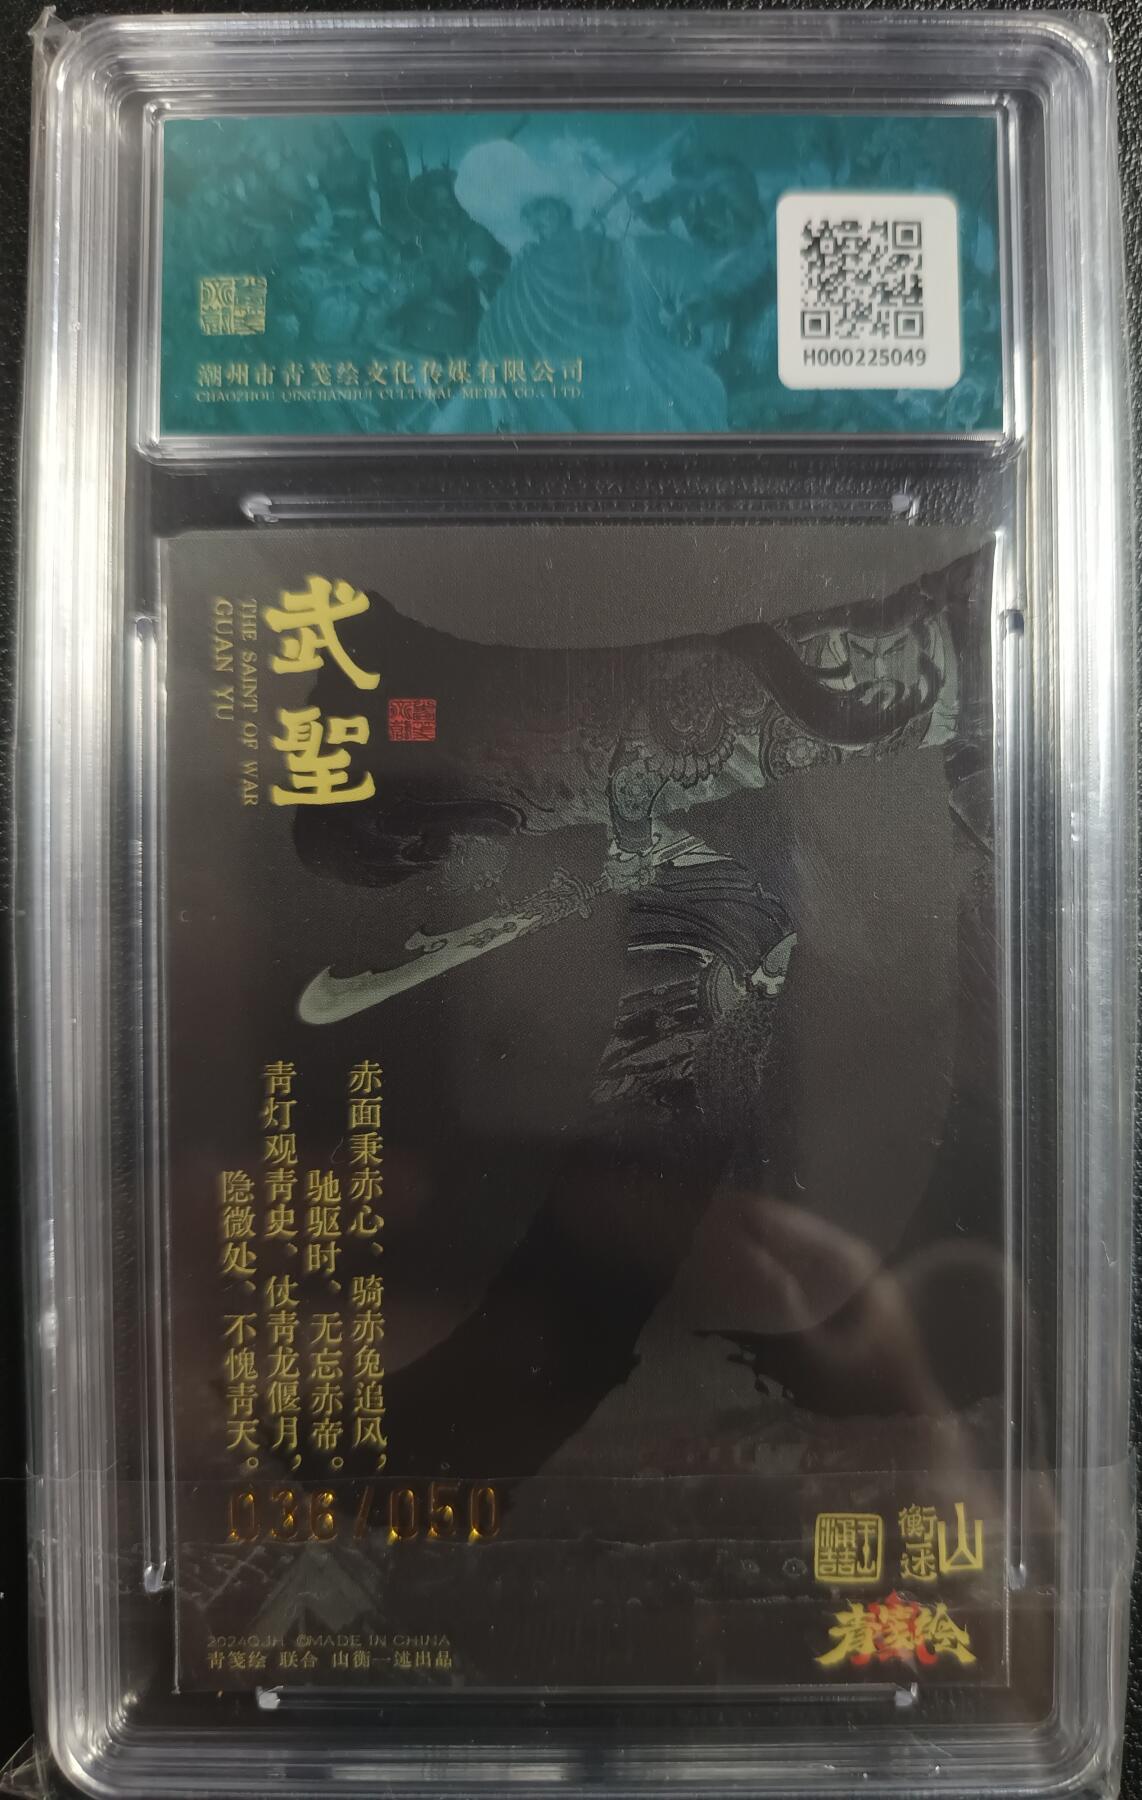 潮州市青笺绘文化传媒有限公司
CHAOZHOU QINGJIANHUI CULTURAL MEDIA CO., LTD.
H000225049
武聖
THE SAINT OF WAR
GUAN YU
赤面秉赤心、骑赤兔追风，
驰驱时、无忘赤帝。
青灯观青史、仗青龙偃月，
隐微处、不愧青天。
036/050
山
衡一述
青笺绘
2024QJH ©MADE IN CHINA
青笺绘 联合 山衡一述出品